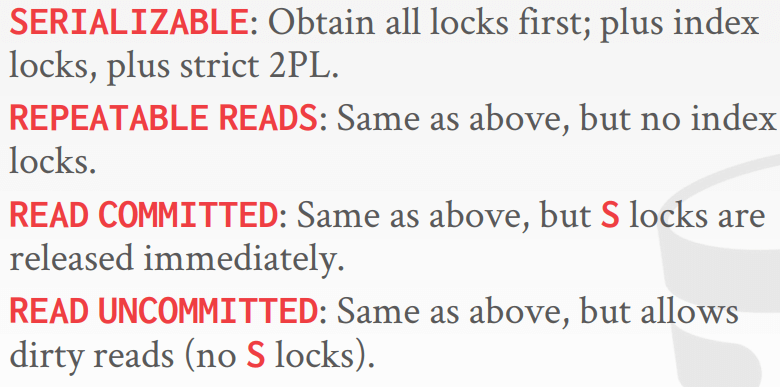 SERIALIZABLE: Obtain all locks first; plus index
locks, plus strict 2PL.
REPEATABLE READS: Same as above, but no index
locks.
READ COMMITTED: Same as above, but S locks are
released immediately.
READ UNCOMMITTED: Same as above, but allows
dirty reads (no S locks).